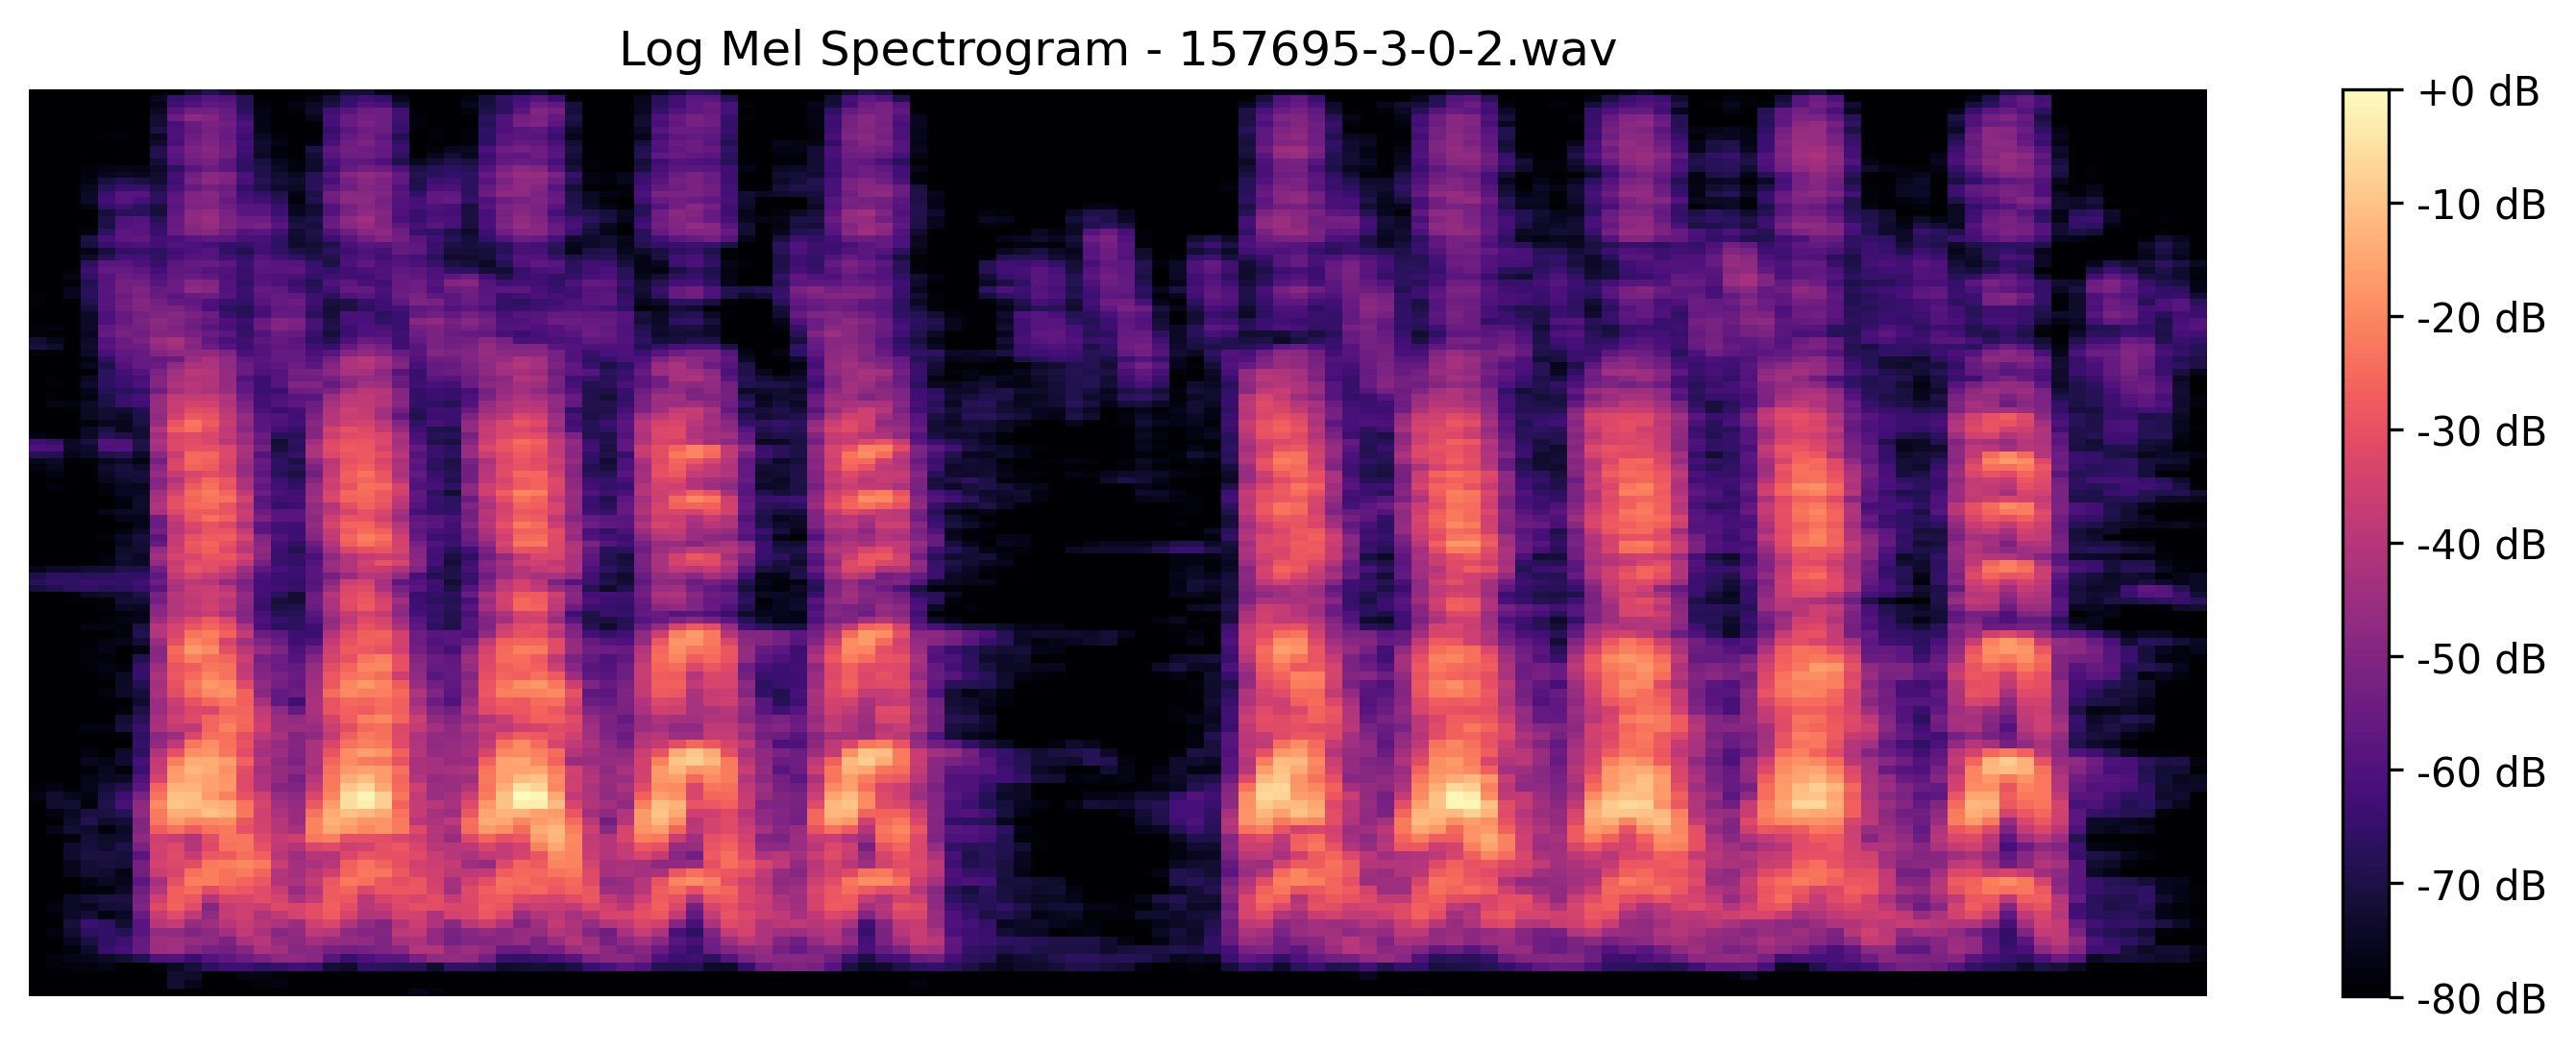 Log Mel Spectrogram - 157695-3-0-2.wav
+0 dB
-10 dB
-20 dB
-30 dB
-40 dB
-50 dB
-60 dB
-70 dB
-80 dB